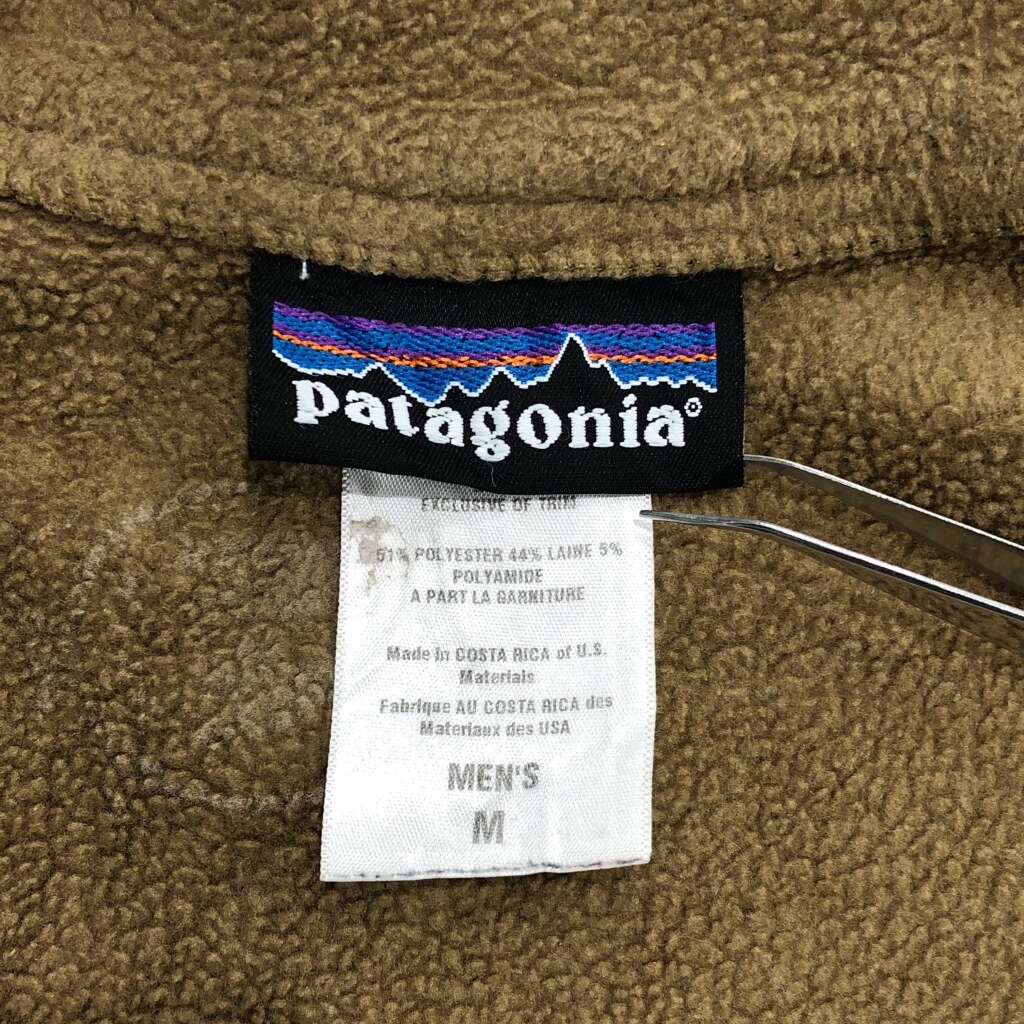 patagonia®
EXCLUSIVE OF TRIM
51% POLYESTER 44% LAINE 5%
POLYAMIDE
A PART LA GARNITURE
Made in COSTA RICA of U.S.
Materials
Fabrique AU COSTA RICA des
Materiaux des USA
MEN'S
M